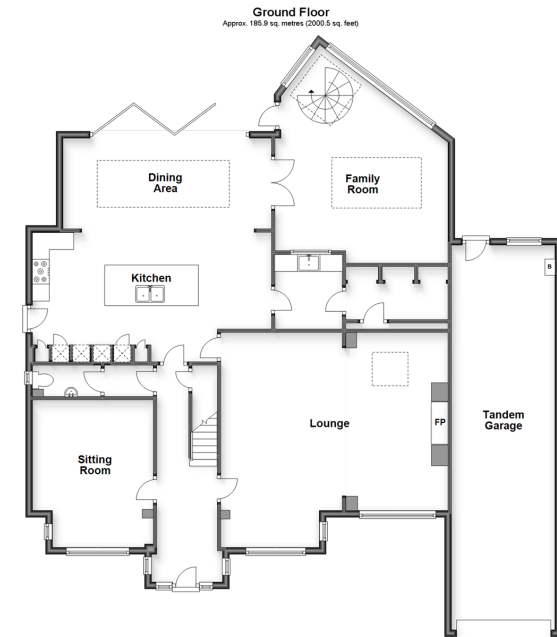 Ground Floor
Approx. 185.9 sq. metres (2000.5 sq. feet)
Dining
Area
Family
Room
B
Kitchen
Lounge
FP
Tandem
Garage
Sitting
Room